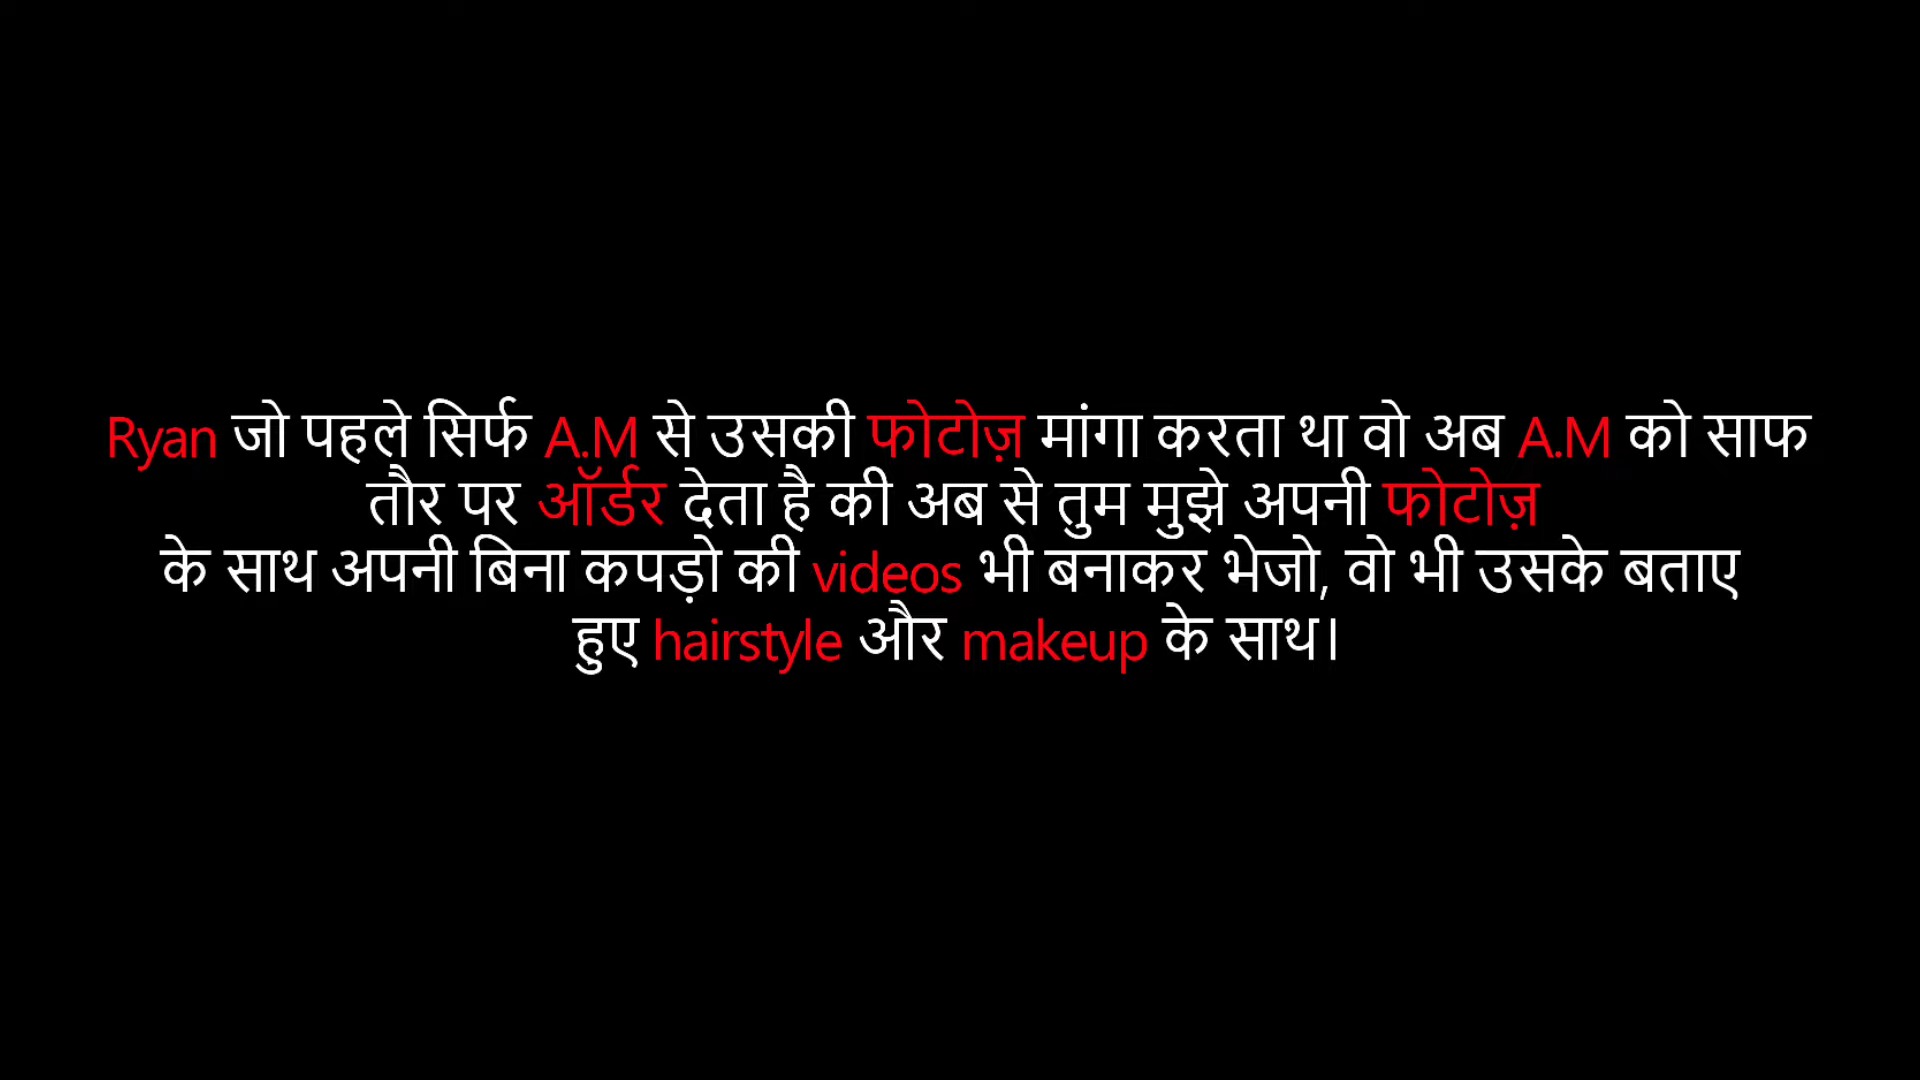 Ryan जो पहले सिर्फ A.M से उसकी फोटोज़ मांगा करता था वो अब A.M को साफ
तौर पर ऑर्डर देता है की अब से तुम मुझे अपनी फोटोज़
के साथ अपनी बिना कपड़ो की videos भी बनाकर भेजो, वो भी उसके बताए
हुए hairstyle और makeup के साथ।